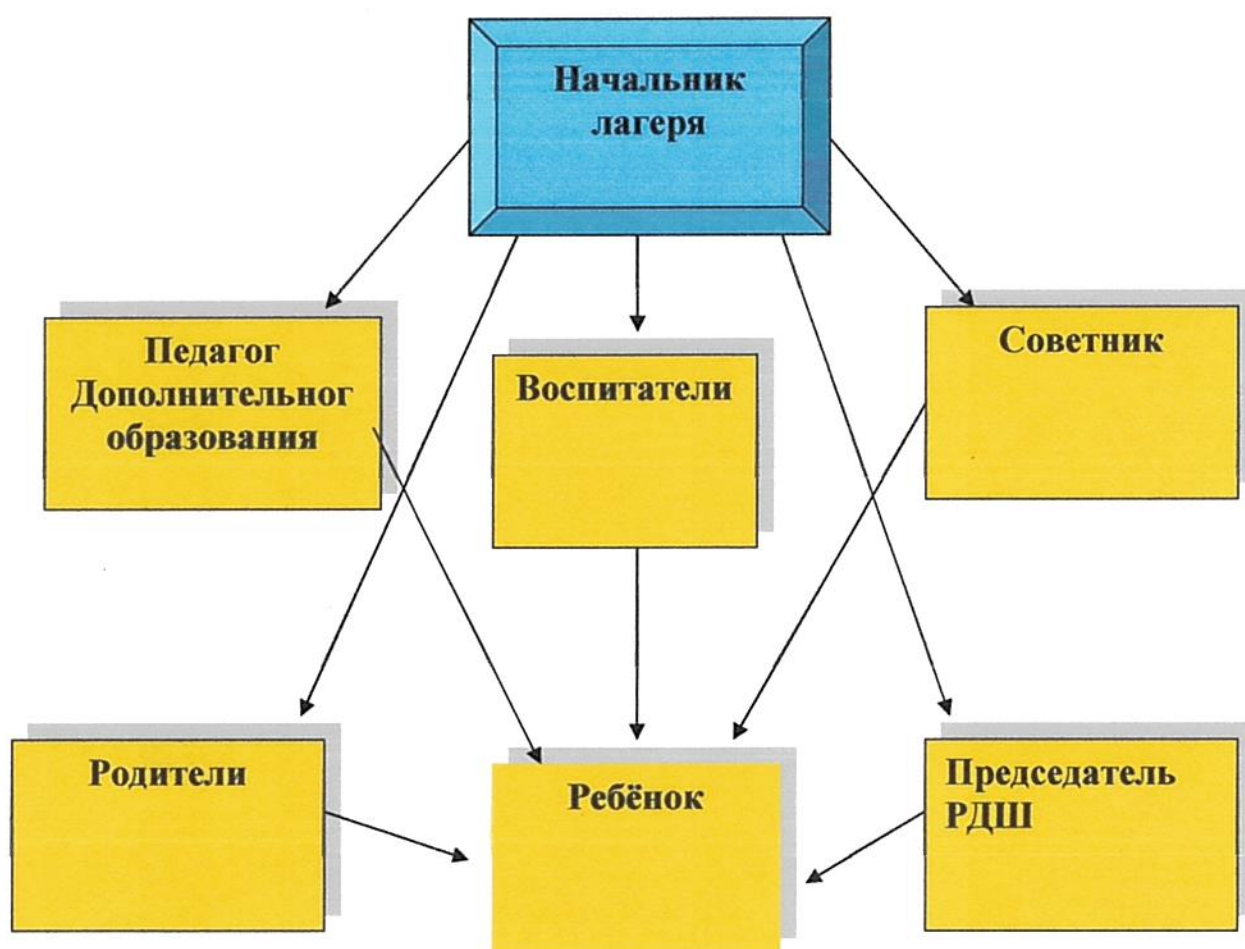 Начальник
лагеря
Педагог
Дополнительног
образования
Воспитатели
Советник
Родители
Ребёнок
Председатель
РДШ